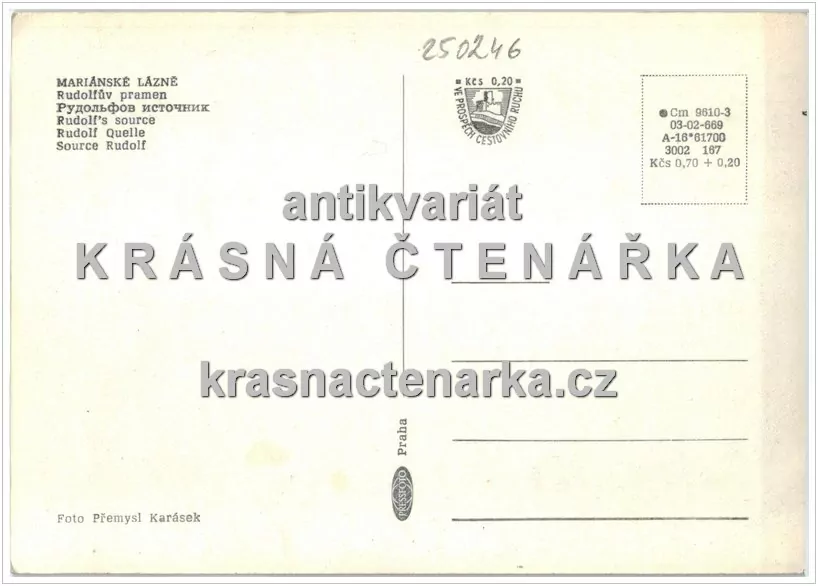 250246
MARIÁNSKÉ LÁZNĚ
Rudolfův pramen
Рудольфов источник
Rudolf's source
Rudolf Quelle
Source Rudolf
Kčs 0,20
VE PROSPĚCH CESTOVNÍHO RUCHU
Cm 9610-3
03-02-669
A-16*61700
3002 167
Kčs 0,70 + 0,20
antikvariát
KRÁSNÁ ČTENÁŘKA
krasnactenarka.cz
Praha
PRESSFOTO
Foto Přemysl Karásek